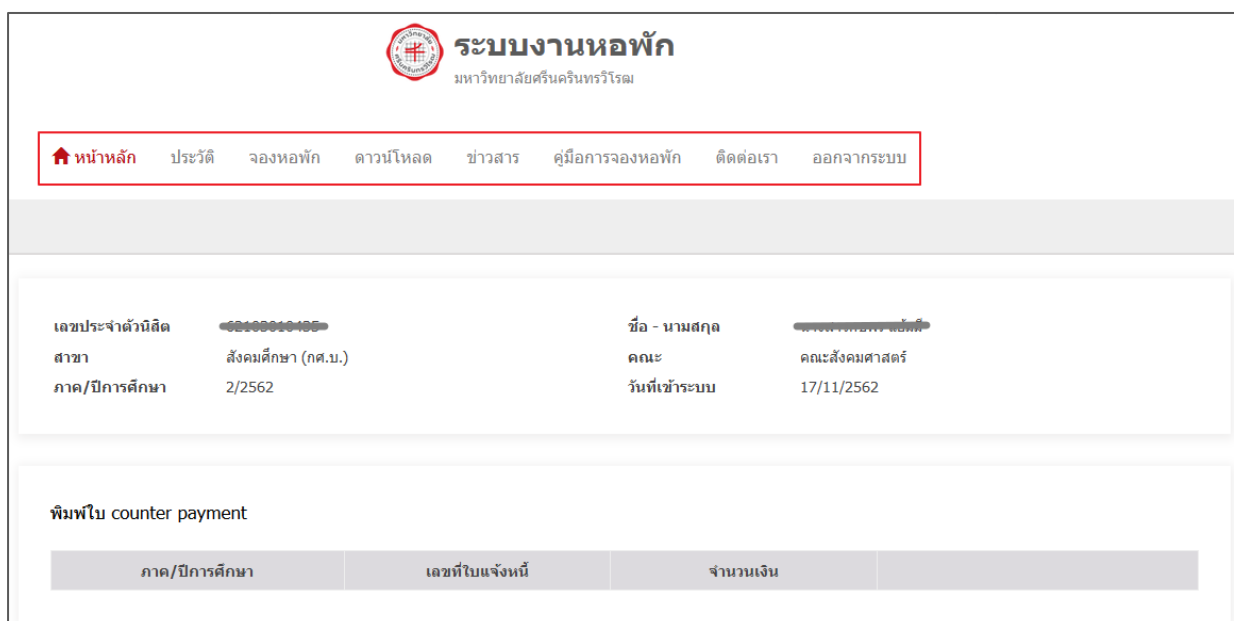 ระบบงานหอพัก
มหาวิทยาลัยศรีนครินทรวิโรฒ
หน้าหลัก ประวัติ จองหอพัก ดาวน์โหลด ข่าวสาร คู่มือการจองหอพัก ติดต่อเรา ออกจากระบบ
เลขประจำตัวนิสิต ชื่อ - นามสกุล
สาขา สังคมศึกษา (กศ.บ.) คณะ คณะสังคมศาสตร์
ภาค/ปีการศึกษา 2/2562 วันที่เข้าระบบ 17/11/2562
พิมพ์ใบ counter payment
ภาค/ปีการศึกษา เลขที่ใบแจ้งหนี้ จำนวนเงิน